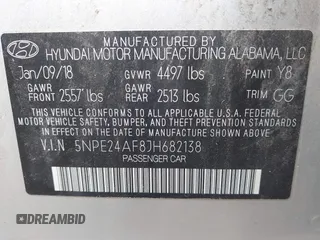 MANUFACTURED BY
HYUNDAI MOTOR MANUFACTURING ALABAMA, LLC
Jan/09/18 GVWR 4497 lbs PAINT Y8
GAWR GAWR
FRONT 2557 lbs REAR 2513 lbs TRIM GG
THIS VEHICLE CONFORMS TO ALL APPLICABLE FEDERAL MOTOR
VEHICLE SAFETY, BUMPER, AND THEFT PREVENTION STANDARDS
IN EFFECT ON THE DATE OF MANUFACTURE SHOWN ABOVE.
V.I.N 5NPE24AF8JH682138
PASSENGER CAR
DREAMBID